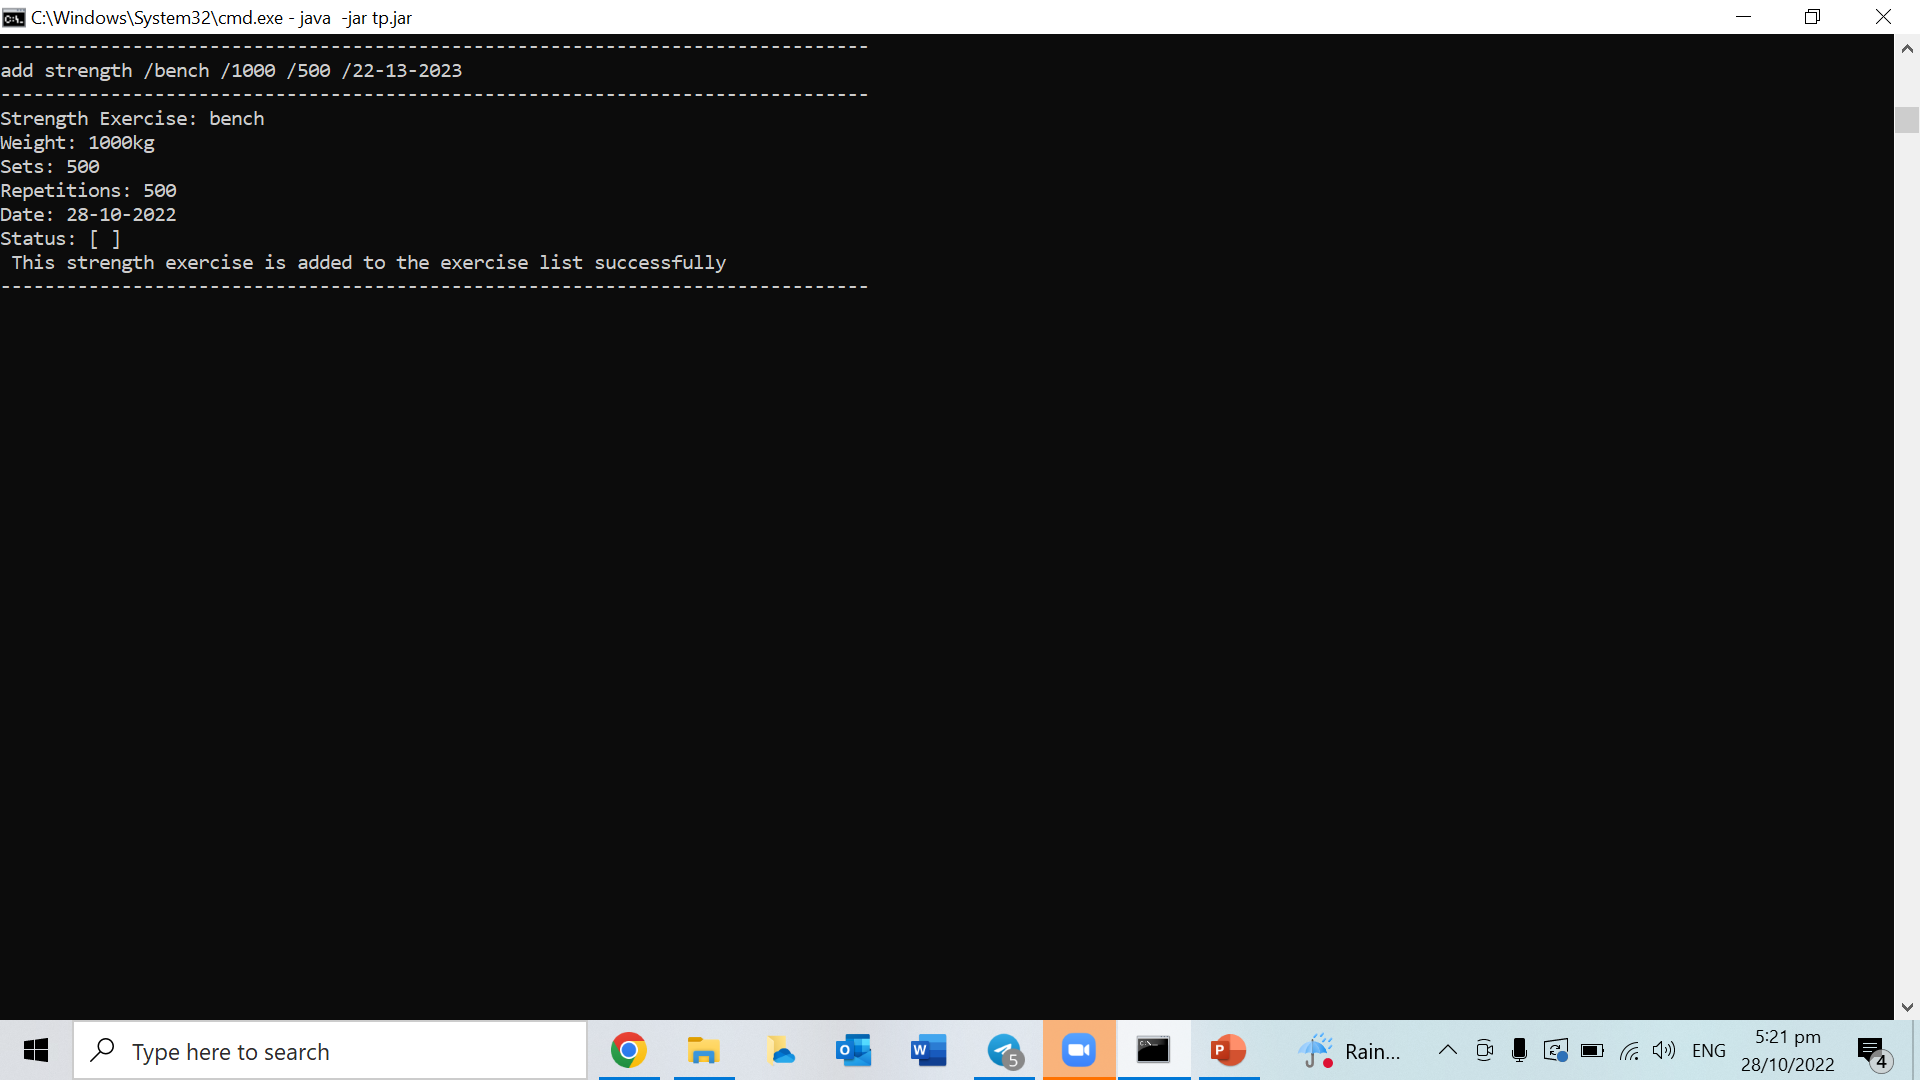 C:\Windows\System32\cmd.exe - java  -jar tp.jar
-------------------------------------------------------------------------------
add strength /bench /1000 /500 /22-13-2023
-------------------------------------------------------------------------------
Strength Exercise: bench
Weight: 1000kg
Sets: 500
Repetitions: 500
Date: 28-10-2022
Status: [ ]
 This strength exercise is added to the exercise list successfully
-------------------------------------------------------------------------------
Type here to search
5
Rain...
ENG
5:21 pm
28/10/2022
4